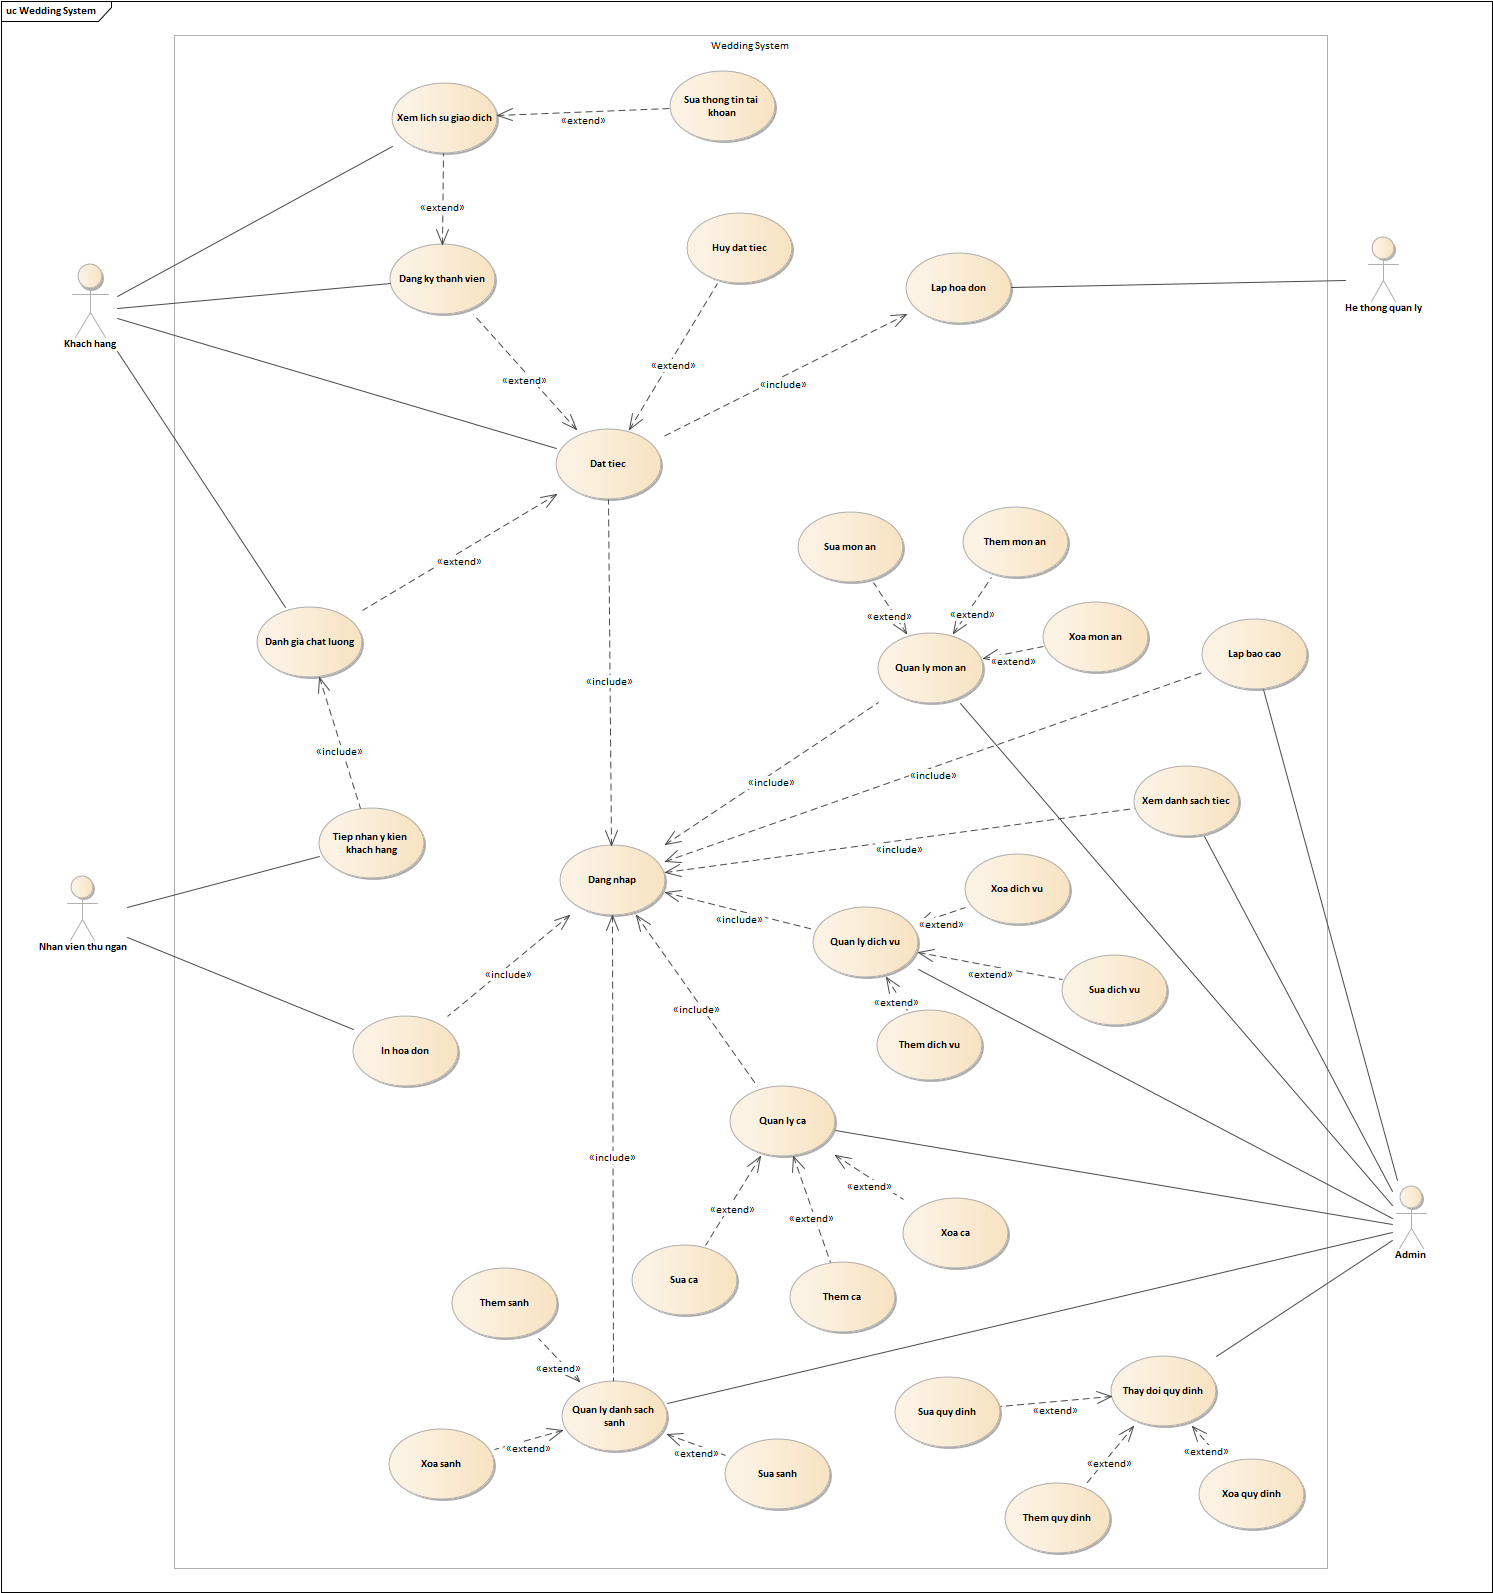 uc Wedding System
Wedding System
Xem lich su giao dich
Sua thong tin tai
khoan
«extend»
«extend»
Dang ky thanh vien
Huy dat tiec
Lap hoa don
He thong quan ly
Khach hang
«extend»
«extend»
«include»
Dat tiec
«extend»
Sua mon an
Them mon an
«extend»
«extend»
Xoa mon an
«extend»
Danh gia chat luong
Quan ly mon an
Lap bao cao
«include»
«include»
«include»
«include»
Xem danh sach tiec
Tiep nhan y kien
khach hang
«include»
Dang nhap
Xoa dich vu
«include»
«extend»
Nhan vien thu ngan
Quan ly dich vu
«include»
«extend»
Sua dich vu
«extend»
«include»
In hoa don
Them dich vu
Quan ly ca
«include»
«extend»
«extend»
«extend»
Xoa ca
Admin
Sua ca
Them ca
Them sanh
«extend»
Quan ly danh sach
sanh
Thay doi quy dinh
Sua quy dinh
«extend»
«extend»
«extend»
«extend»
«extend»
Xoa sanh
Sua sanh
Xoa quy dinh
Them quy dinh